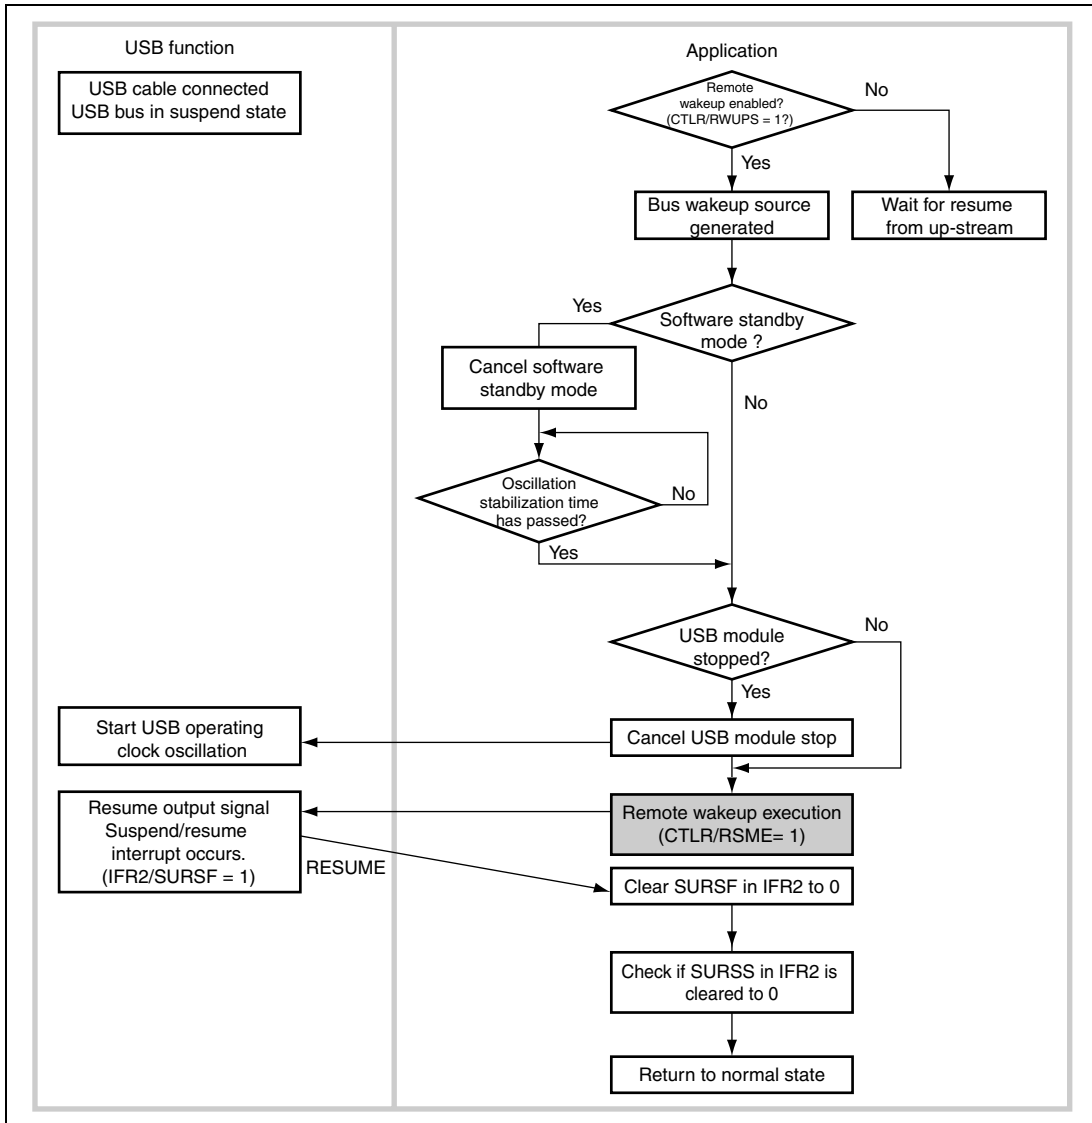 USB function
USB cable connected
USB bus in suspend state
Application
Remote
wakeup enabled?
(CTLR/RWUPS = 1?)
No
Yes
Bus wakeup source
generated
Wait for resume
from up-stream
Yes
Software standby
mode ?
Cancel software
standby mode
No
Oscillation
stabilization time
has passed?
No
Yes
USB module
stopped?
No
Yes
Start USB operating
clock oscillation
Cancel USB module stop
Resume output signal
Suspend/resume
interrupt occurs.
(IFR2/SURSF = 1)
RESUME
Remote wakeup execution
(CTLR/RSME= 1)
Clear SURSF in IFR2 to 0
Check if SURSS in IFR2 is
cleared to 0
Return to normal state